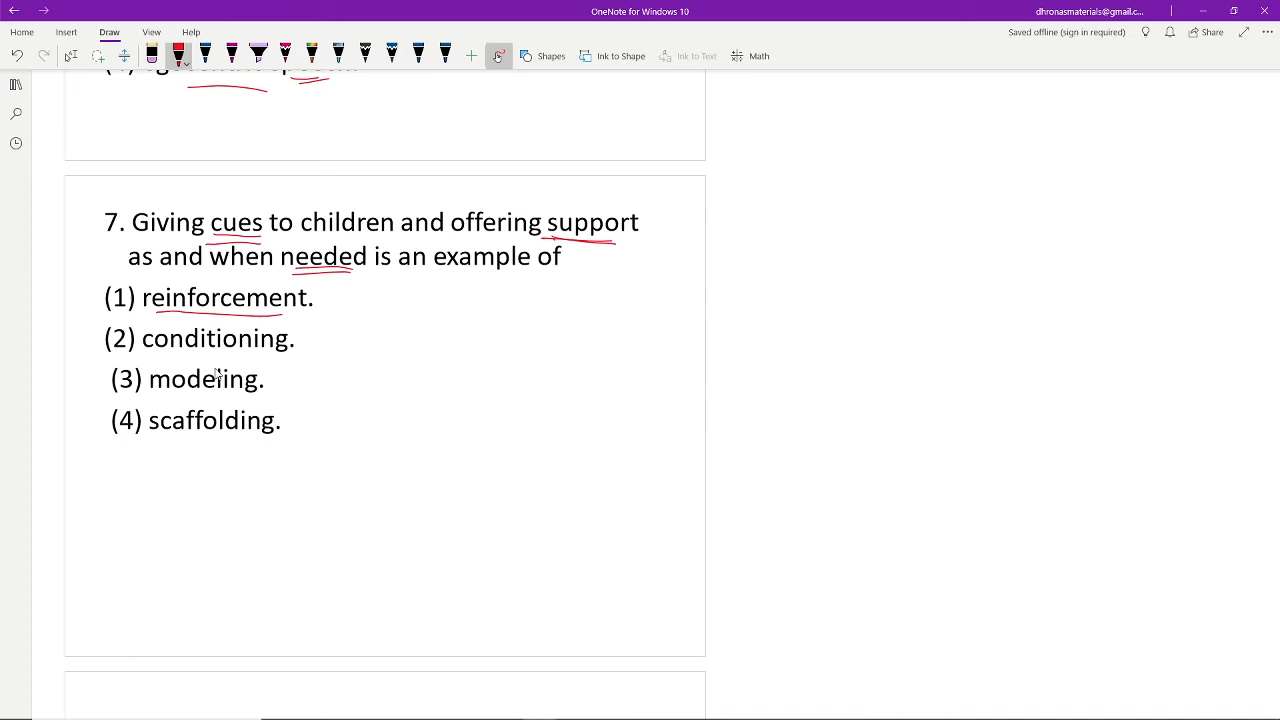 OneNote for Windows 10
dhronasmaterials@gmail.c...
Home Insert Draw View Help
Saved offline (sign in required)
Share
Shapes
Ink to Shape
Ink to Text
Math
7. Giving cues to children and offering support
as and when needed is an example of
(1) reinforcement.
(2) conditioning.
(3) modeling.
(4) scaffolding.